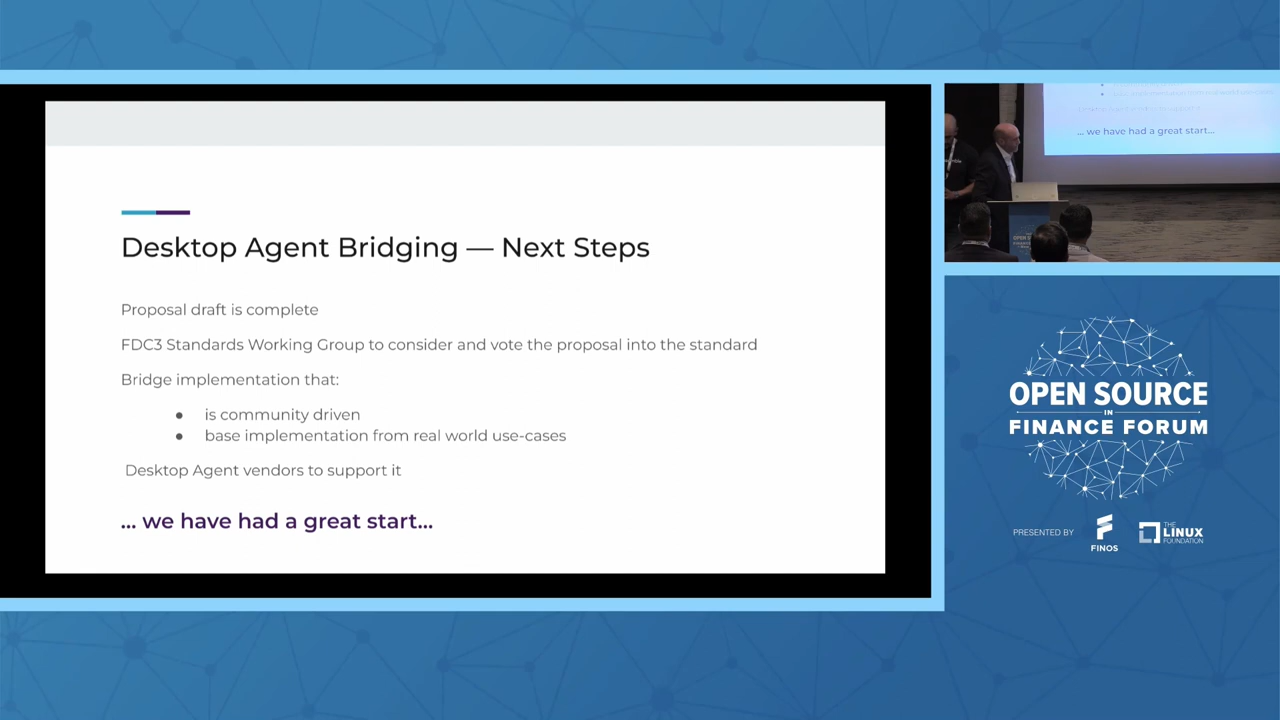 Desktop Agent Bridging — Next Steps
Proposal draft is complete
FDC3 Standards Working Group to consider and vote the proposal into the standard
Bridge implementation that:
● is community driven
● base implementation from real world use-cases
Desktop Agent vendors to support it
... we have had a great start...
... we have had a great start...
OPEN SOURCE
IN
FINANCE FORUM
PRESENTED BY
FINOS
THE
LINUX
FOUNDATION